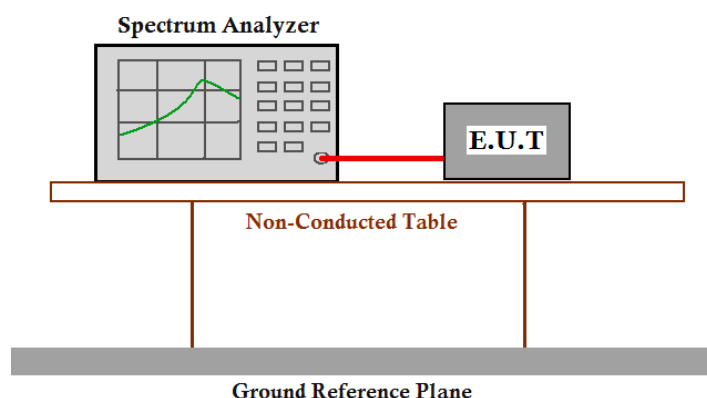 Spectrum Analyzer
E.U.T
Non-Conducted Table
Ground Reference Plane